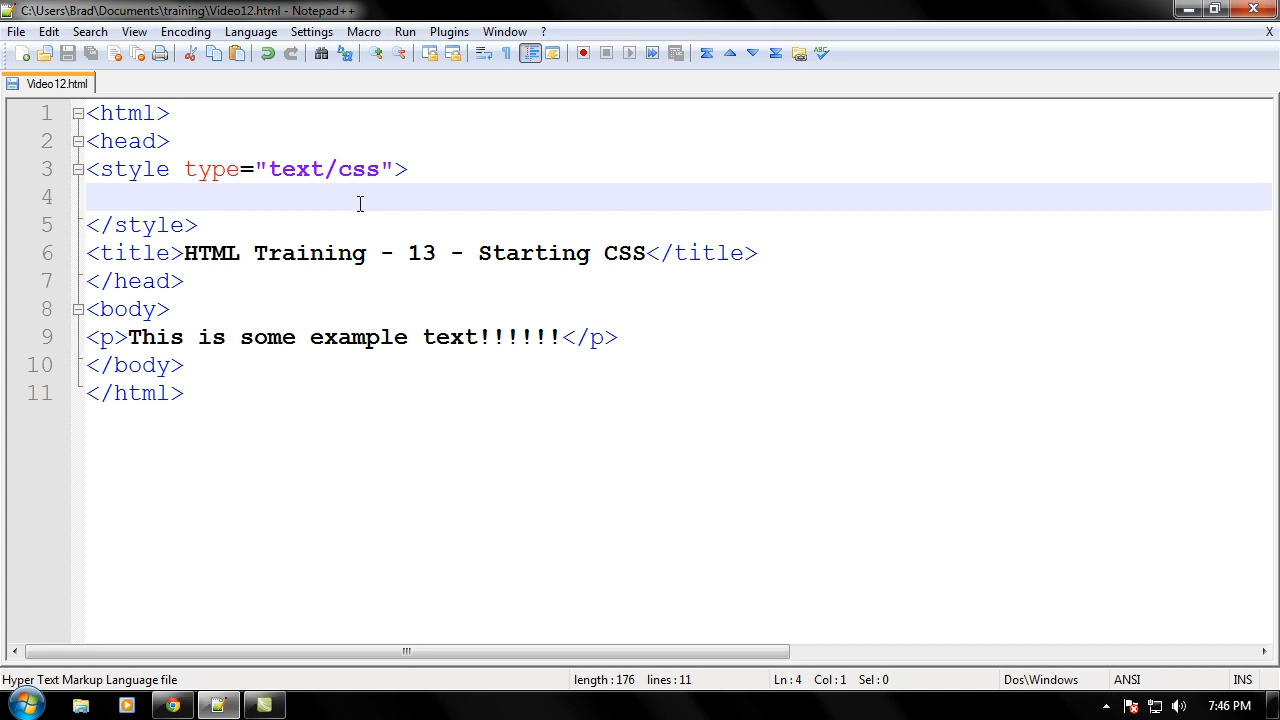 C:\Users\Brad\Documents\training\Video12.html - Notepad++
File Edit Search View Encoding Language Settings Macro Run Plugins Window ? X
Video12.html
1 <html>
2 <head>
3 <style type="text/css">
4
5 </style>
6 <title>HTML Training - 13 - Starting CSS</title>
7 </head>
8 <body>
9 <p>This is some example text!!!!!!</p>
10 </body>
11 </html>
Hyper Text Markup Language file length : 176 lines : 11 Ln : 4 Col : 1 Sel : 0 Dos\Windows ANSI INS
7:46 PM